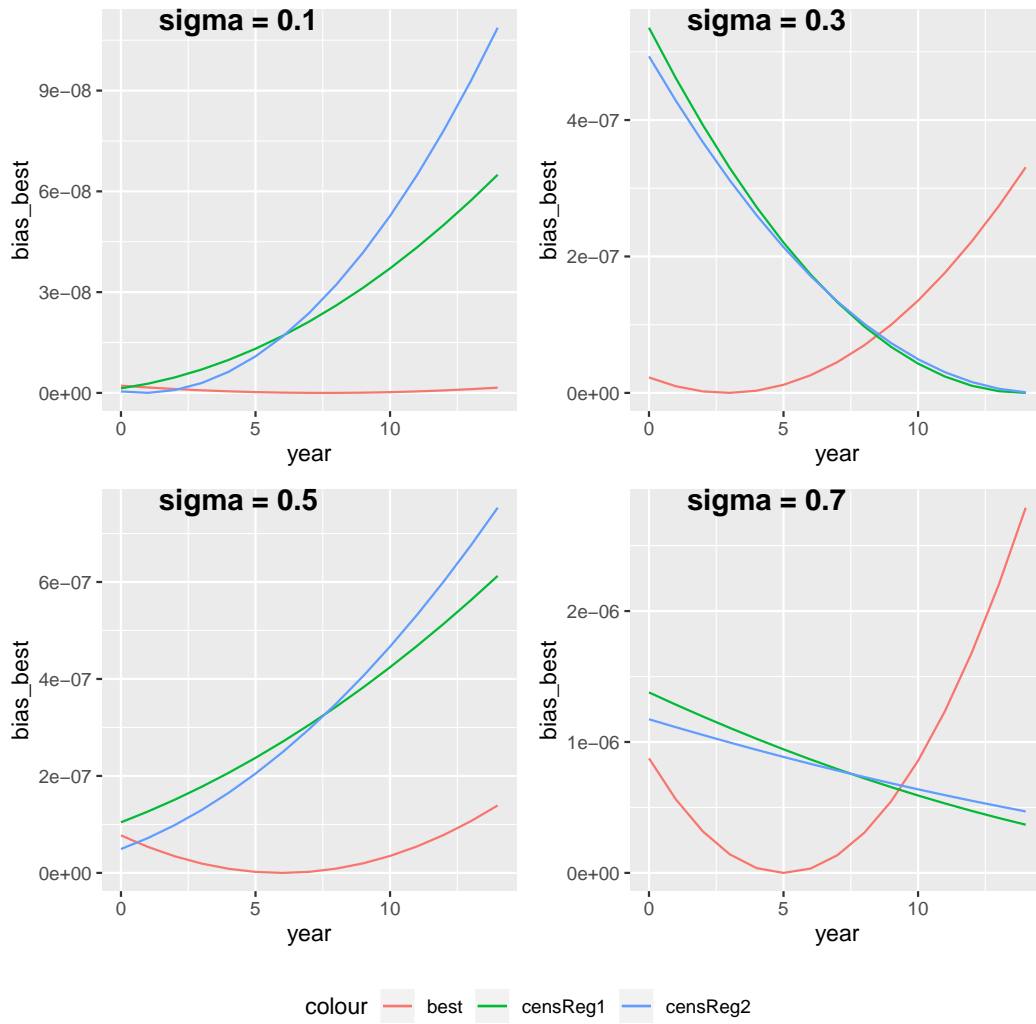 sigma = 0.1
9e−08
6e−08
3e−08
0e+00
bias_best
0 5 10
year
sigma = 0.3
4e−07
2e−07
0e+00
bias_best
0 5 10
year
sigma = 0.5
6e−07
4e−07
2e−07
0e+00
bias_best
0 5 10
year
sigma = 0.7
2e−06
1e−06
0e+00
bias_best
0 5 10
year
colour best censReg1 censReg2